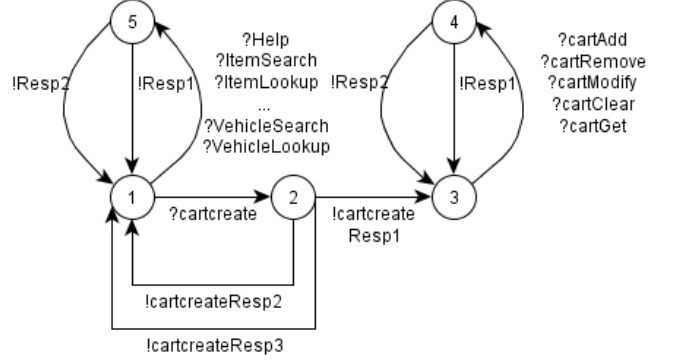 5
4
?Help
?ItemSearch
?ItemLookup
...
?VehicleSearch
?VehicleLookup
?cartAdd
?cartRemove
?cartModify
?cartClear
?cartGet
!Resp2
!Resp1
!Resp2
!Resp1
1
2
3
?cartcreate
!cartcreate
Resp1
!cartcreateResp2
!cartcreateResp3